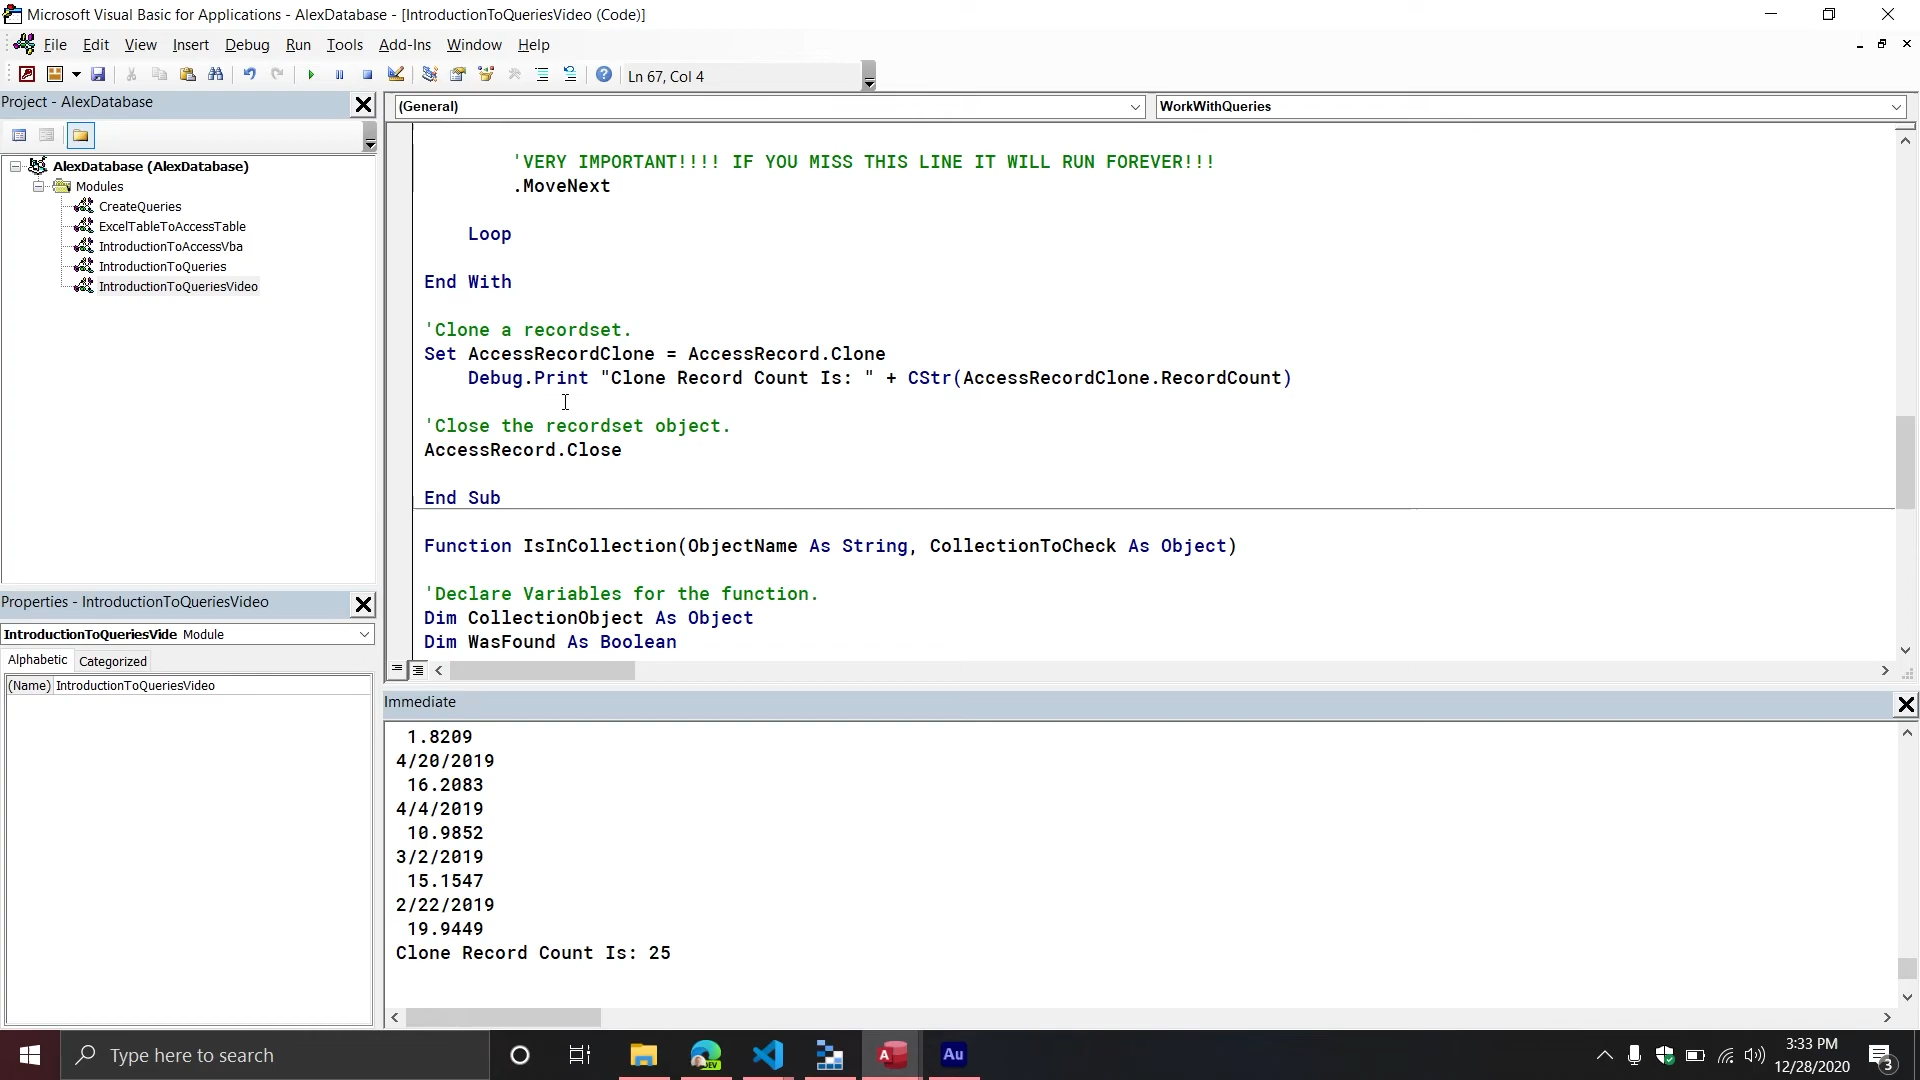 Microsoft Visual Basic for Applications - AlexDatabase - [IntroductionToQueriesVideo (Code)]
File Edit View Insert Debug Run Tools Add-Ins Window Help
Ln 67, Col 4
Project - AlexDatabase
AlexDatabase (AlexDatabase)
Modules
CreateQueries
ExcelTableToAccessTable
IntroductionToAccessVba
IntroductionToQueries
IntroductionToQueriesVideo
Properties - IntroductionToQueriesVideo
IntroductionToQueriesVide Module
Alphabetic Categorized
(Name) IntroductionToQueriesVideo
(General) WorkWithQueries
'VERY IMPORTANT!!!! IF YOU MISS THIS LINE IT WILL RUN FOREVER!!!
.MoveNext
Loop
End With
'Clone a recordset.
Set AccessRecordClone = AccessRecord.Clone
Debug.Print "Clone Record Count Is: " + CStr(AccessRecordClone.RecordCount)
'Close the recordset object.
AccessRecord.Close
End Sub
Function IsInCollection(ObjectName As String, CollectionToCheck As Object)
'Declare Variables for the function.
Dim CollectionObject As Object
Dim WasFound As Boolean
Immediate
1.8209
4/20/2019
16.2083
4/4/2019
10.9852
3/2/2019
15.1547
2/22/2019
19.9449
Clone Record Count Is: 25
Type here to search
DEV
A
Au
3:33 PM
12/28/2020
3